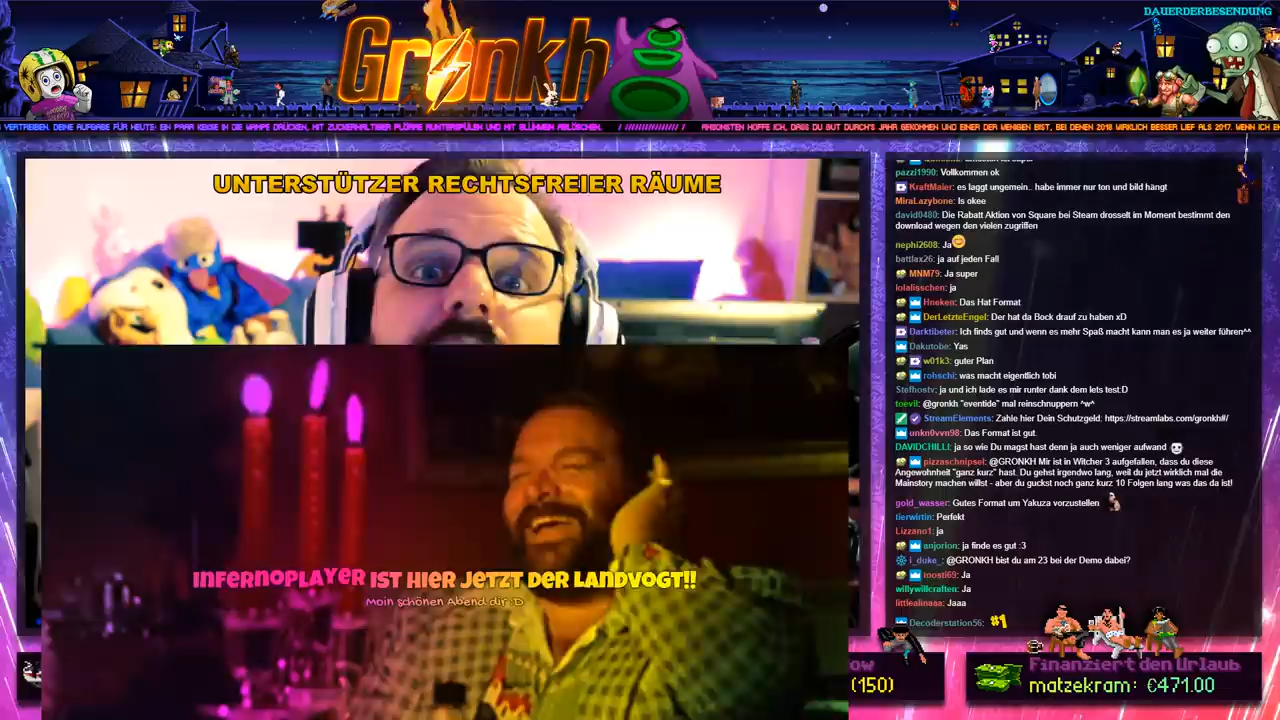 DAUERDERBESENDUNG
Gronkh
VERTREIBEN. DEINE AUFGABE FÜR HEUTE: EIN PAAR KEKSE IN DIE WAMPE DRÜCKEN, MIT ZUCKERHALTIGER PLÖRRE RUNTERSPÜLEN UND MIT GLÜHWEIN ABLÖSCHEN. ANSONSTEN HOFFE ICH, DASS DU GUT DURCH'S JAHR GEKOMMEN UND EINER DER WENIGEN BIST, BEI DENEN 2018 WIRKLICH BESSER LIEF ALS 2017. WENN ICH
UNTERSTÜTZER RECHTSFREIER RÄUME
pazzi1990: Vollkommen ok
KraftMaier: es laggt ungemein.. habe immer nur ton und bild hängt
MiraLazybone: Is okee
david0480: Die Rabatt Aktion von Square bei Steam drosselt im Moment bestimmt den
download wegen den vielen zugriffen
nephi2608: Ja
battlax26: ja auf jeden Fall
MNM79: Ja super
lolalisschen: ja
Hneken: Das Hat Format
DerLetzteEngel: Der hat da Bock drauf zu haben xD
Darktibeter: Ich finds gut und wenn es mehr Spaß macht kann man es ja weiter führen^^
Dakutobe: Yas
w01k3: guter Plan
rohschi: was macht eigentlich tobi
Stefhostv: ja und ich lade es mir runter dank dem lets test:D
toevil: @gronkh "eventide" mal reinschnuppern ^w^
StreamElements: Zahle hier Dein Schutzgeld: https://streamlabs.com/gronkh#/
unkn0vvn98: Das Format ist gut.
DAVIDCHILLI: ja so wie Du magst hast denn ja auch weniger aufwand
pizzaschnipsel: @GRONKH Mir ist in Witcher 3 aufgefallen, dass du diese
Angewohnheit "ganz kurz" hast. Du gehst irgendwo lang, weil du jetzt wirklich mal die
Mainstory machen willst - aber du guckst noch ganz kurz 10 Folgen lang was das da ist!
gold_wasser: Gutes Format um Yakuza vorzustellen
tierwirtin: Perfekt
Lizzano1: ja
anjorion: ja finde es gut :3
i_duke_: @GRONKH bist du am 23 bei der Demo dabei?
toosti69: Ja
willywillcraften: Ja
littlealinaaa: Jaaa
Decoderstation56: #1
INFERNOPLAYER IST HIER JETZT DER LANDVOGT!!
Moin schönen Abend dir :D
ow
(150)
Finanziert den Urlaub
matzekram: €471.00